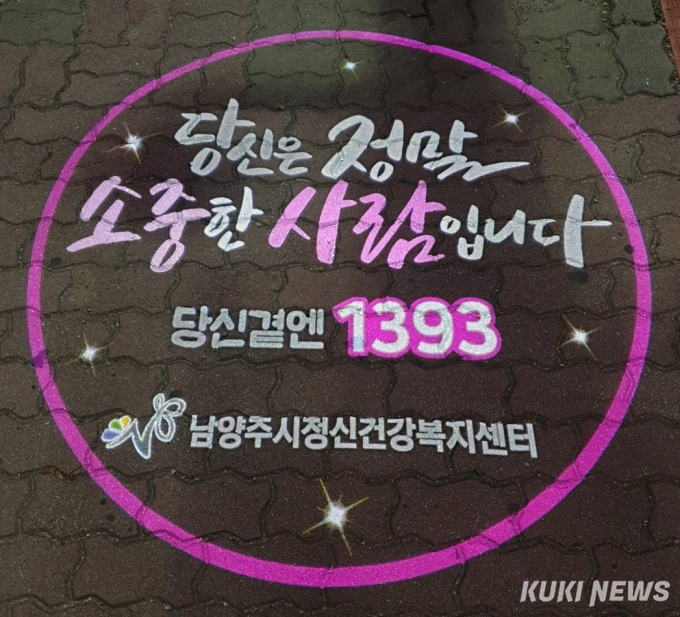 당신은 정말
소중한 사람입니다
당신곁엔 1393
남양주시정신건강복지센터
KUKI NEWS